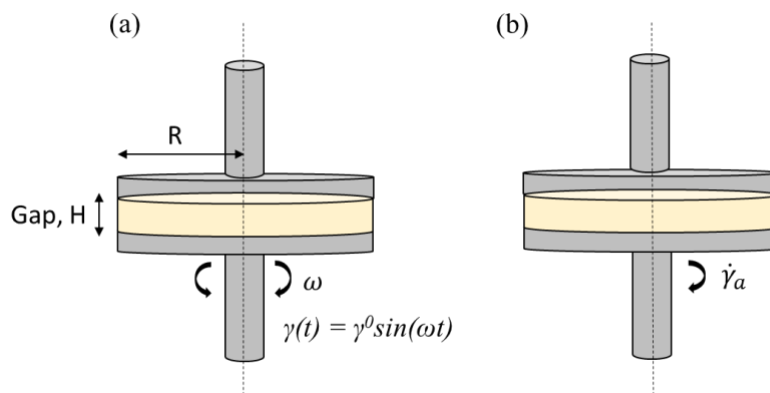 (a)
(b)
R
Gap, H
ω
γ̇ₐ
γ(t) = γ⁰sin(ωt)